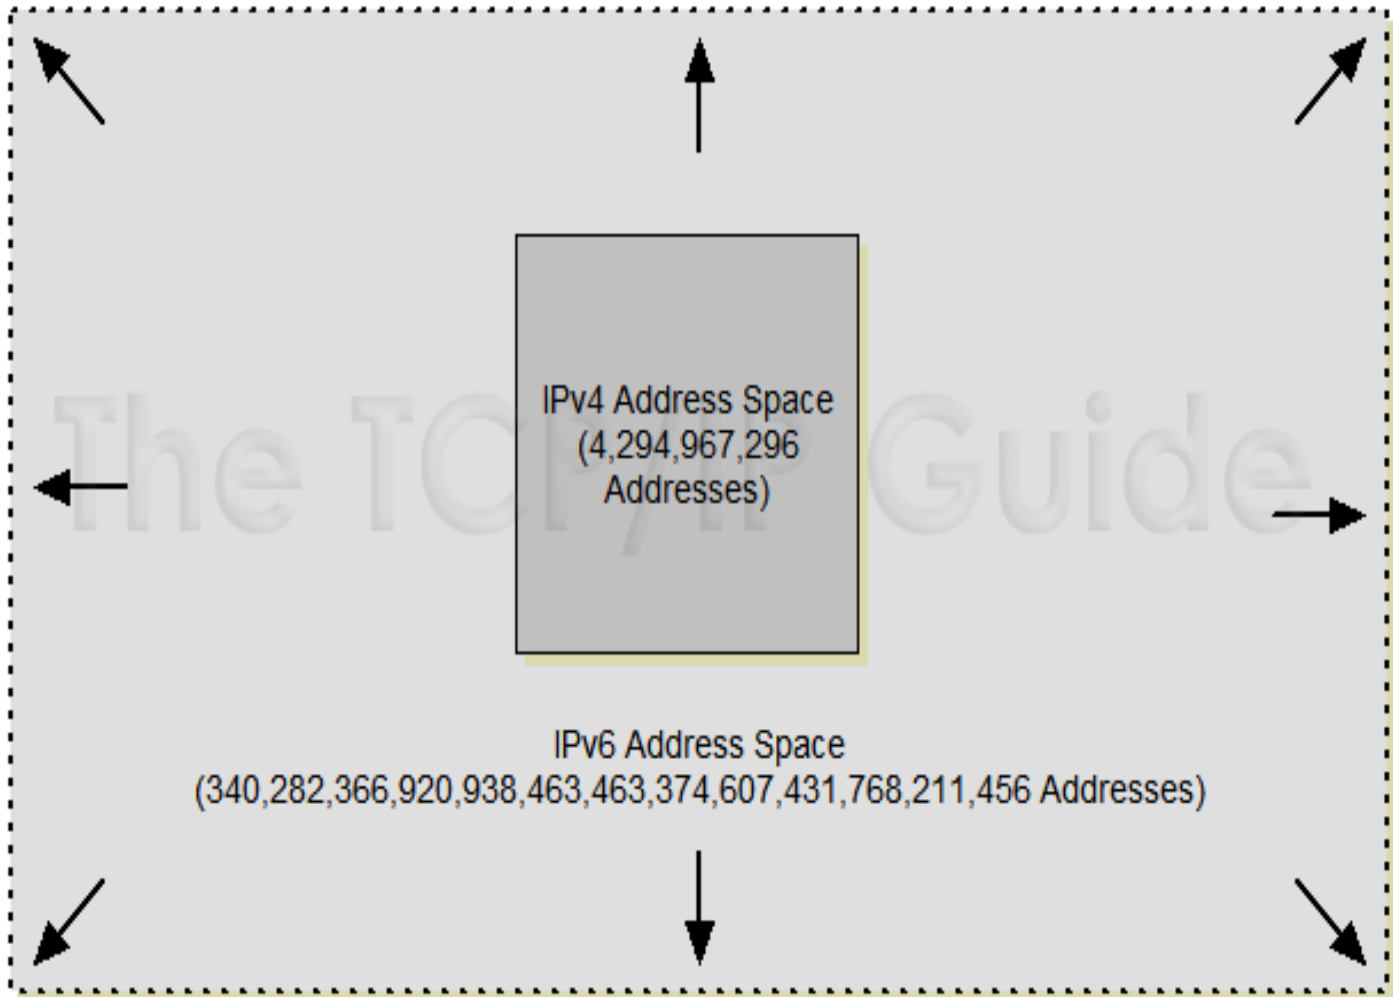 The TCP/IP Guide
IPv4 Address Space
(4,294,967,296
Addresses)
IPv6 Address Space
(340,282,366,920,938,463,463,374,607,431,768,211,456 Addresses)